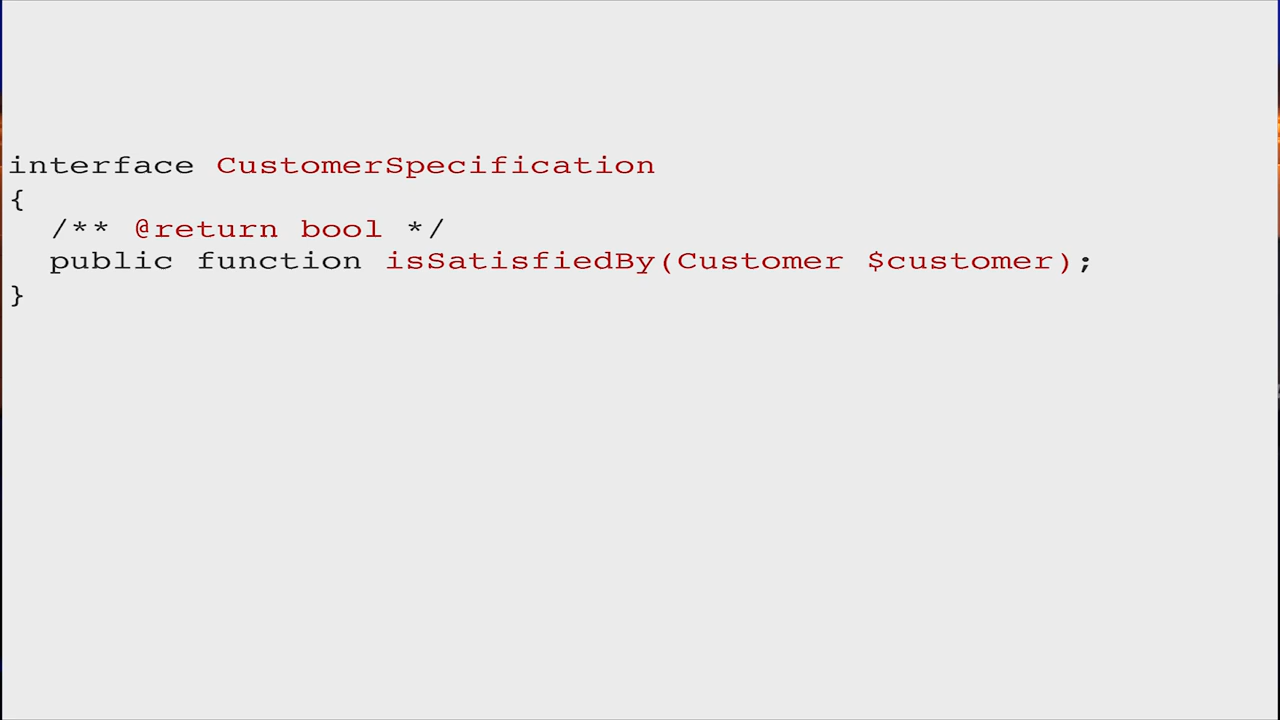 interface CustomerSpecification
{
  /** @return bool */
  public function isSatisfiedBy(Customer $customer);
}